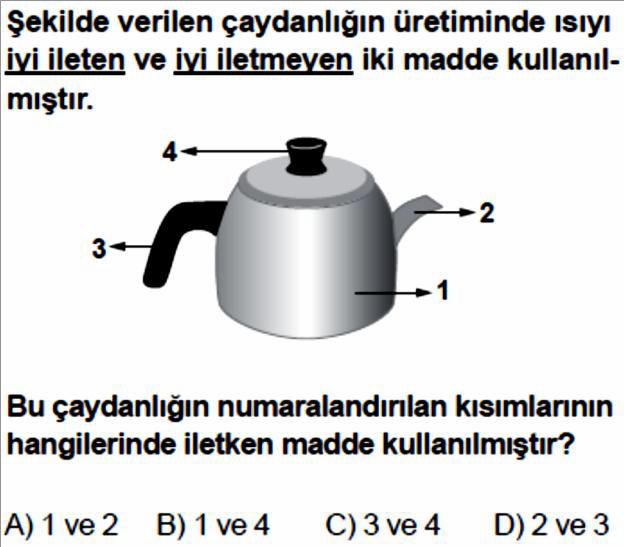 Şekilde verilen çaydanlığın üretiminde ısıyı
iyi ileten ve iyi iletmeyen iki madde kullanıl-
mıştır.
4
2
3
1
Bu çaydanlığın numaralandırılan kısımlarının
hangilerinde iletken madde kullanılmıştır?
A) 1 ve 2 B) 1 ve 4 C) 3 ve 4 D) 2 ve 3